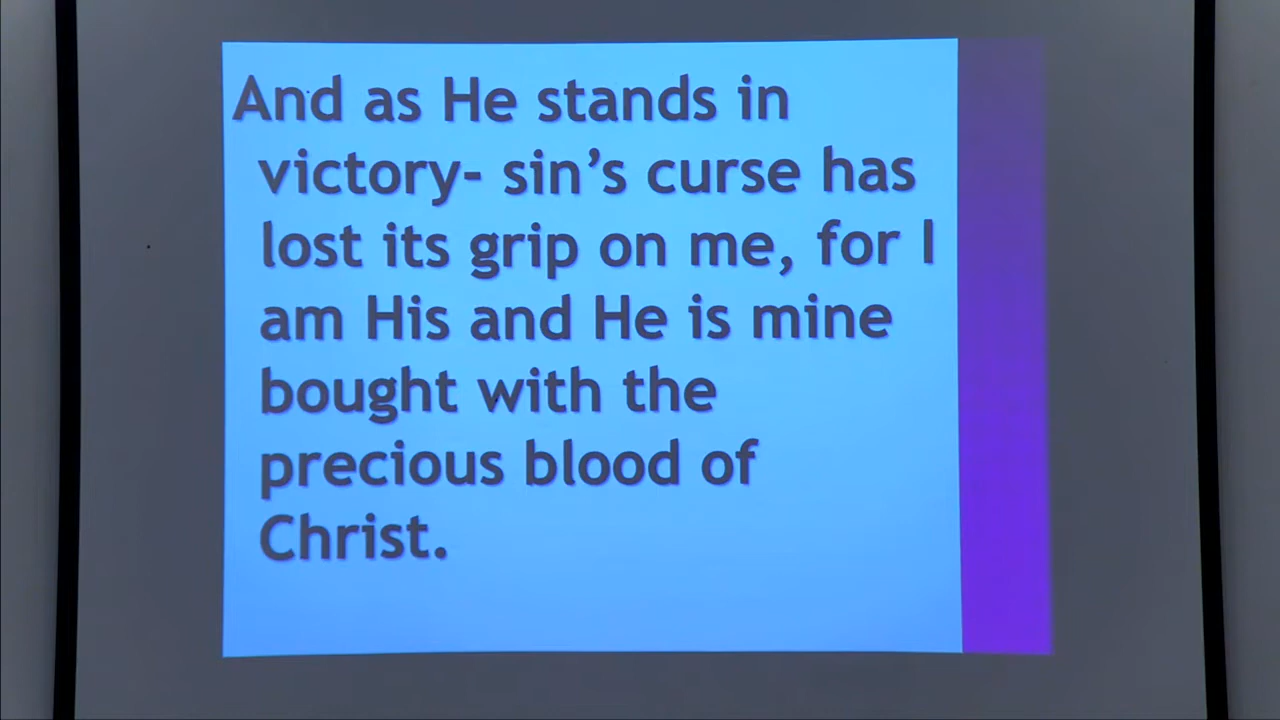 And as He stands in
victory- sin’s curse has
lost its grip on me, for I
am His and He is mine
bought with the
precious blood of
Christ.